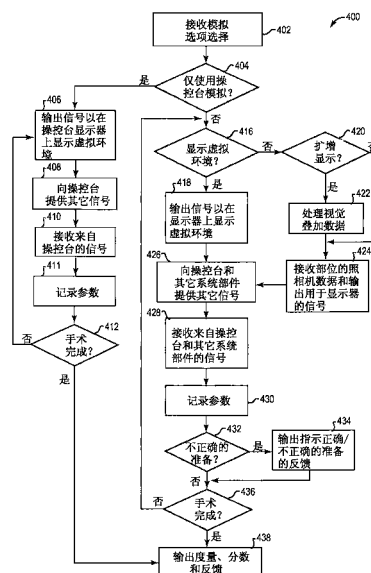 400
接收模拟
选项选择
402
是
404
仅使用操
控台模拟?
否
406
输出信号以在
操控台显示器
上显示虚拟环
境
416
显示虚拟
环境?
否
420
扩增
显示?
否
408
向操控台
提供其它信号
418
是
输出信号以在
显示器上显示
虚拟环境
是
422
处理视觉
叠加数据
410
接收来自
操控台的信号
426
向操控台和
其它系统部件
提供其它信号
424
接收部位的照
相机数据和输
出用于显示器
的信号
411
记录参数
428
接收来自操控
台和其它系统
部件的信号
否
412
手术
完成?
是
430
记录参数
432
不正确的
准备?
是
434
输出指示正确/
不正确的准备
的反馈
否
否
436
手术
完成?
是
438
输出度量、分数
和反馈